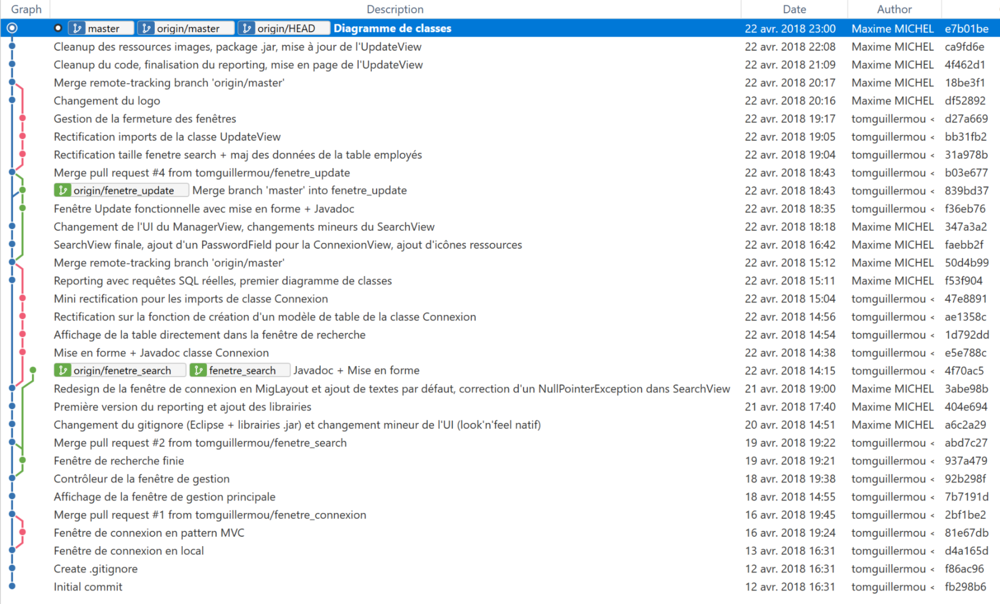 Graph Description Date Author
master origin/master origin/HEAD Diagramme de classes 22 avr. 2018 23:00 Maxime MICHEL e7b01be
Cleanup des ressources images, package .jar, mise à jour de l'UpdateView 22 avr. 2018 22:08 Maxime MICHEL ca9fd6e
Cleanup du code, finalisation du reporting, mise en page de l'UpdateView 22 avr. 2018 21:09 Maxime MICHEL 4f462d1
Merge remote-tracking branch 'origin/master' 22 avr. 2018 20:17 Maxime MICHEL 18be3f1
Changement du logo 22 avr. 2018 20:16 Maxime MICHEL df52892
Gestion de la fermeture des fenêtres 22 avr. 2018 19:17 tomguillermou < d27a669
Rectification imports de la classe UpdateView 22 avr. 2018 19:05 tomguillermou < bb31fb2
Rectification taille fenetre search + maj des données de la table employés 22 avr. 2018 19:04 tomguillermou < 31a978b
Merge pull request #4 from tomguillermou/fenetre_update 22 avr. 2018 18:43 tomguillermou < b03e677
origin/fenetre_update Merge branch 'master' into fenetre_update 22 avr. 2018 18:43 tomguillermou < 839bd37
Fenêtre Update fonctionnelle avec mise en forme + Javadoc 22 avr. 2018 18:35 tomguillermou < f36eb76
Changement de l'UI du ManagerView, changements mineurs du SearchView 22 avr. 2018 18:18 Maxime MICHEL 347a3a2
SearchView finale, ajout d'un PasswordField pour la ConnexionView, ajout d'icônes ressources 22 avr. 2018 16:42 Maxime MICHEL faebb2f
Merge remote-tracking branch 'origin/master' 22 avr. 2018 15:12 Maxime MICHEL 50d4b99
Reporting avec requêtes SQL réelles, premier diagramme de classes 22 avr. 2018 15:11 Maxime MICHEL f53f904
Mini rectification pour les imports de classe Connexion 22 avr. 2018 15:04 tomguillermou < 47e8891
Rectification sur la fonction de création d'un modèle de table de la classe Connexion 22 avr. 2018 14:56 tomguillermou < ae1358c
Affichage de la table directement dans la fenêtre de recherche 22 avr. 2018 14:54 tomguillermou < 1d792dd
Mise en forme + Javadoc classe Connexion 22 avr. 2018 14:38 tomguillermou < e5e788c
origin/fenetre_search fenetre_search Javadoc + Mise en forme 22 avr. 2018 14:15 tomguillermou < 4f70ac5
Redesign de la fenêtre de connexion en MigLayout et ajout de textes par défaut, correction d'un NullPointerException dans SearchView 21 avr. 2018 19:00 Maxime MICHEL 3abe98b
Première version du reporting et ajout des librairies 21 avr. 2018 17:40 Maxime MICHEL 404e694
Changement du gitignore (Eclipse + librairies .jar) et changement mineur de l'UI (look'n'feel natif) 20 avr. 2018 14:51 Maxime MICHEL a6c2a29
Merge pull request #2 from tomguillermou/fenetre_search 19 avr. 2018 19:22 tomguillermou < abd7c27
Fenêtre de recherche finie 19 avr. 2018 19:21 tomguillermou < 937a479
Contrôleur de la fenêtre de gestion 18 avr. 2018 19:38 tomguillermou < 92b298f
Affichage de la fenêtre de gestion principale 18 avr. 2018 14:55 tomguillermou < 7b7191d
Merge pull request #1 from tomguillermou/fenetre_connexion 16 avr. 2018 19:45 tomguillermou < 2bf1be2
Fenêtre de connexion en pattern MVC 16 avr. 2018 19:24 tomguillermou < 81e67db
Fenêtre de connexion en local 13 avr. 2018 16:31 tomguillermou < d4a165d
Create .gitignore 12 avr. 2018 16:31 tomguillermou < f86ac96
Initial commit 12 avr. 2018 16:31 tomguillermou < fb298b6